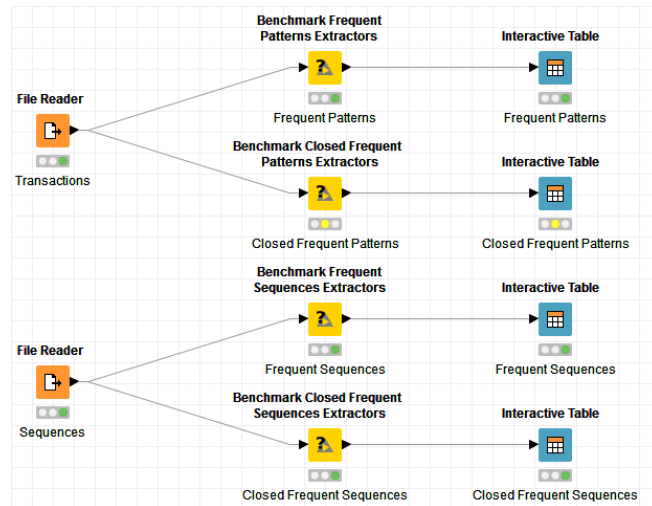 Benchmark Frequent
Patterns Extractors
Interactive Table
File Reader
Frequent Patterns
Frequent Patterns
Transactions
Benchmark Closed Frequent
Patterns Extractors
Interactive Table
Closed Frequent Patterns
Closed Frequent Patterns
Benchmark Frequent
Sequences Extractors
Interactive Table
File Reader
Frequent Sequences
Frequent Sequences
Sequences
Benchmark Closed Frequent
Sequences Extractors
Interactive Table
Closed Frequent Sequences
Closed Frequent Sequences